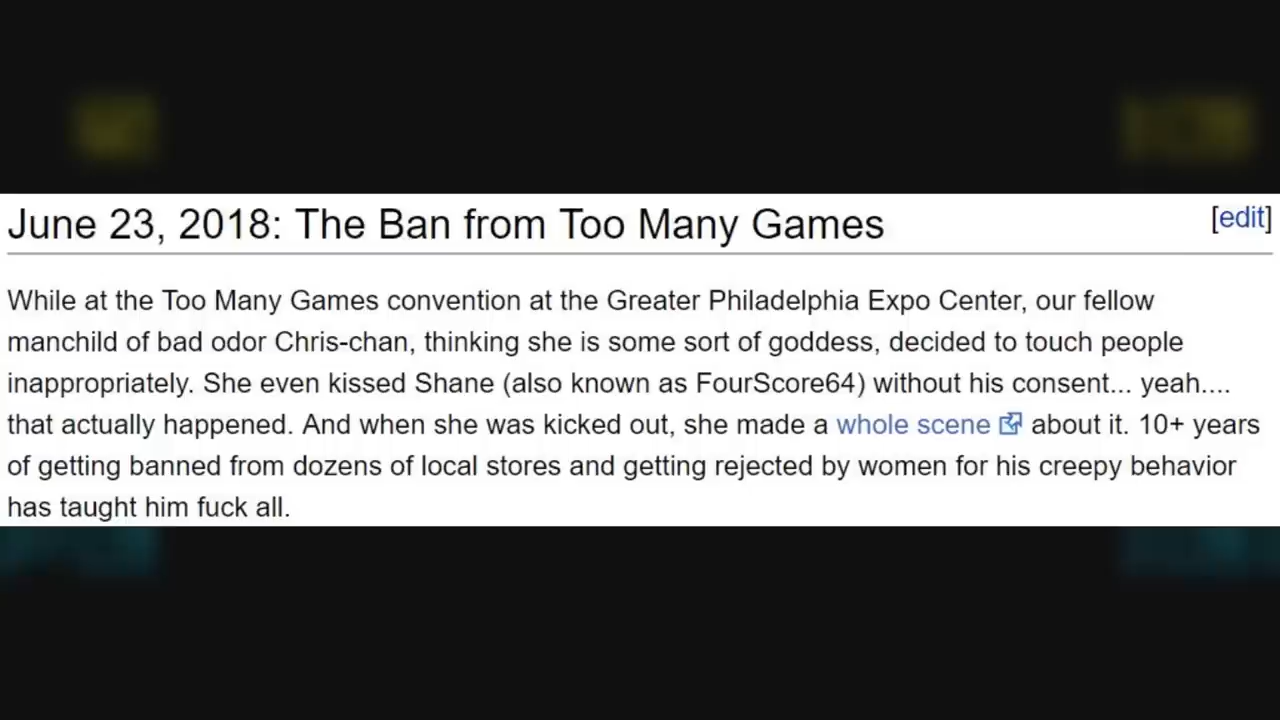 June 23, 2018: The Ban from Too Many Games
[edit]
While at the Too Many Games convention at the Greater Philadelphia Expo Center, our fellow
manchild of bad odor Chris-chan, thinking she is some sort of goddess, decided to touch people
inappropriately. She even kissed Shane (also known as FourScore64) without his consent... yeah....
that actually happened. And when she was kicked out, she made a whole scene about it. 10+ years
of getting banned from dozens of local stores and getting rejected by women for his creepy behavior
has taught him fuck all.